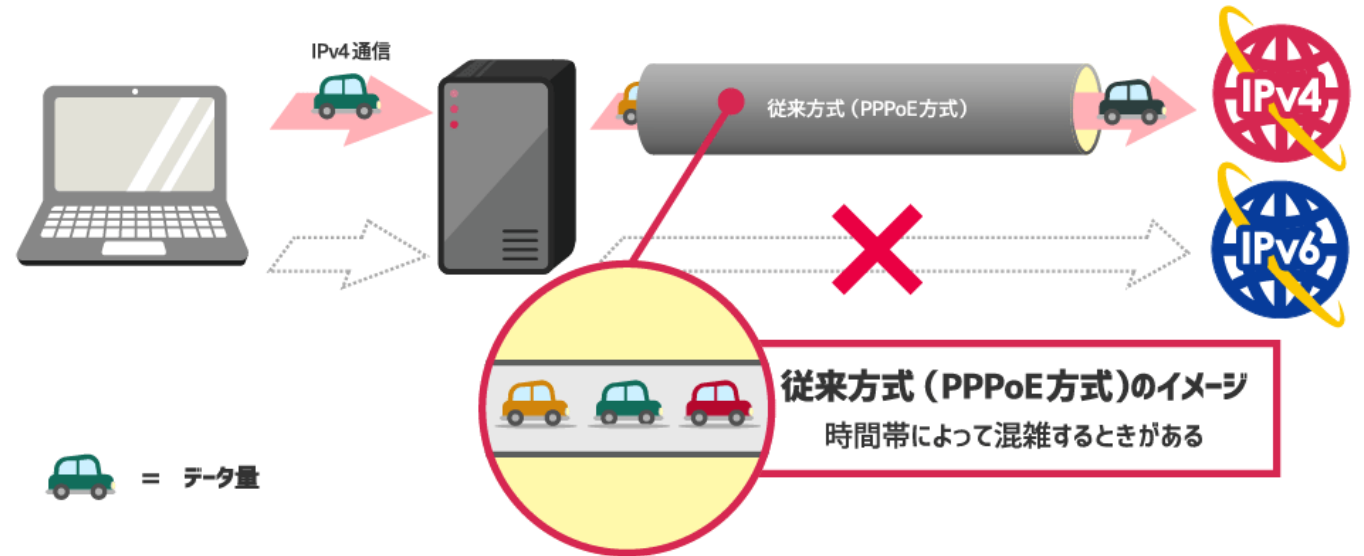 IPv4通信
従来方式（PPPoE方式）
IPv4
IPv6
従来方式（PPPoE方式）のイメージ
時間帯によって混雑するときがある
= データ量